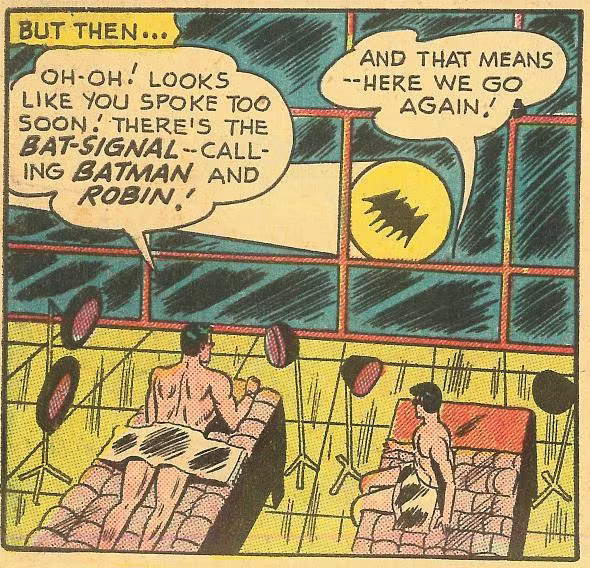 BUT THEN...
OH-OH! LOOKS
LIKE YOU SPOKE TOO
SOON! THERE'S THE
BAT-SIGNAL--CALL-
ING BATMAN AND
ROBIN!
AND THAT MEANS
--HERE WE GO
AGAIN!